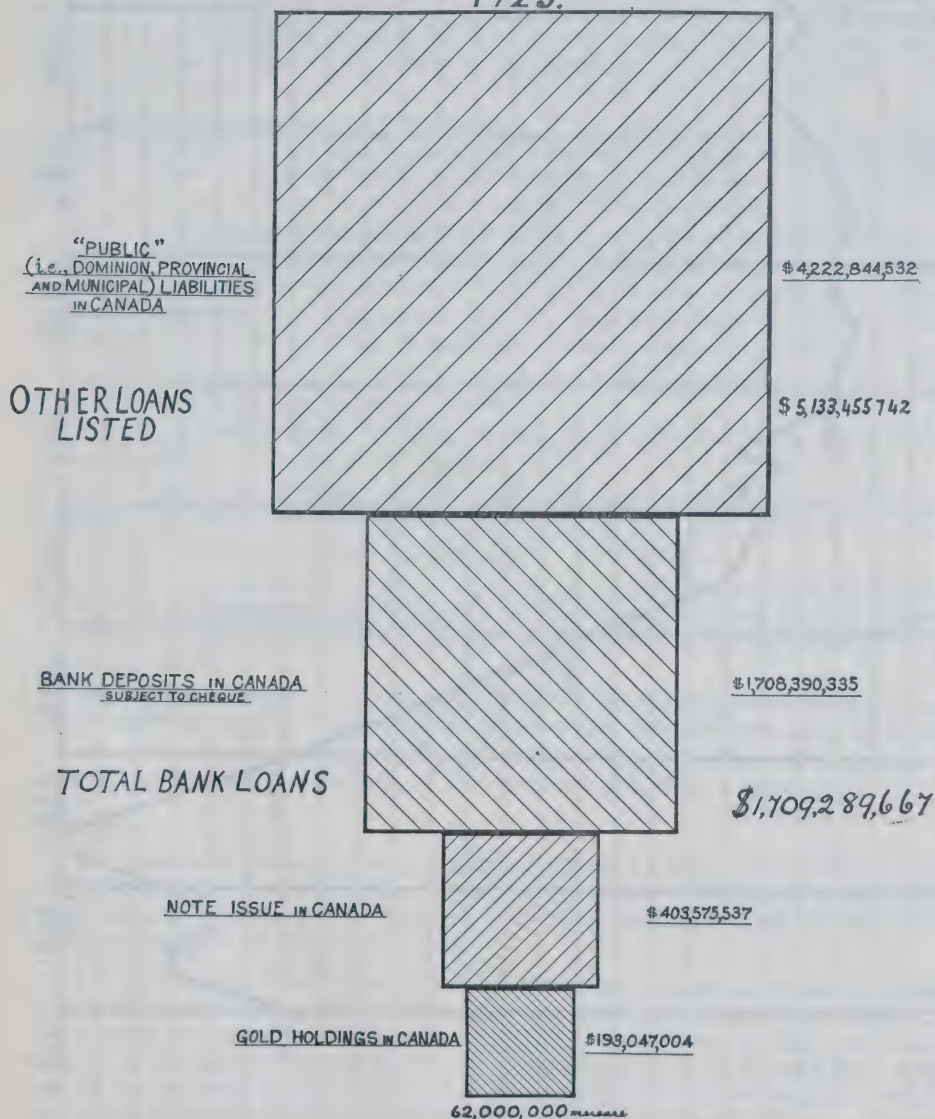 "PUBLIC"
(i.e., DOMINION, PROVINCIAL
AND MUNICIPAL) LIABILITIES
IN CANADA
$4,222,844,532
OTHER LOANS
LISTED
$5,133,455742
BANK DEPOSITS IN CANADA
SUBJECT TO CHEQUE
$1,708,390,335
TOTAL BANK LOANS
$1,709,289,667
NOTE ISSUE IN CANADA
$403,575,537
GOLD HOLDINGS IN CANADA
$193,047,004
62,000,000